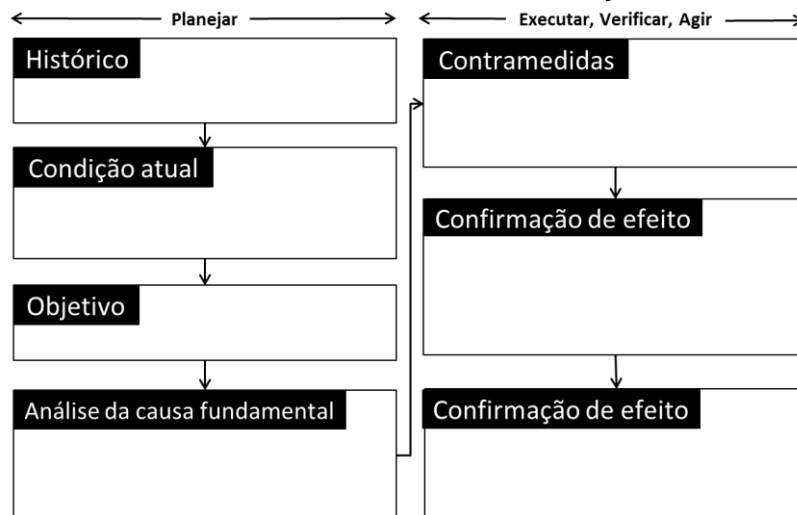 Planejar
Executar, Verificar, Agir
Histórico
Condição atual
Objetivo
Análise da causa fundamental
Contramedidas
Confirmação de efeito
Confirmação de efeito